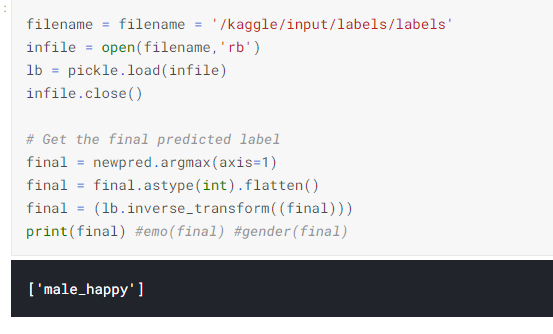 :
filename = filename = '/kaggle/input/labels/labels'
infile = open(filename,'rb')
lb = pickle.load(infile)
infile.close()

# Get the final predicted label
final = newpred.argmax(axis=1)
final = final.astype(int).flatten()
final = (lb.inverse_transform((final)))
print(final) #emo(final) #gender(final)
['male_happy']